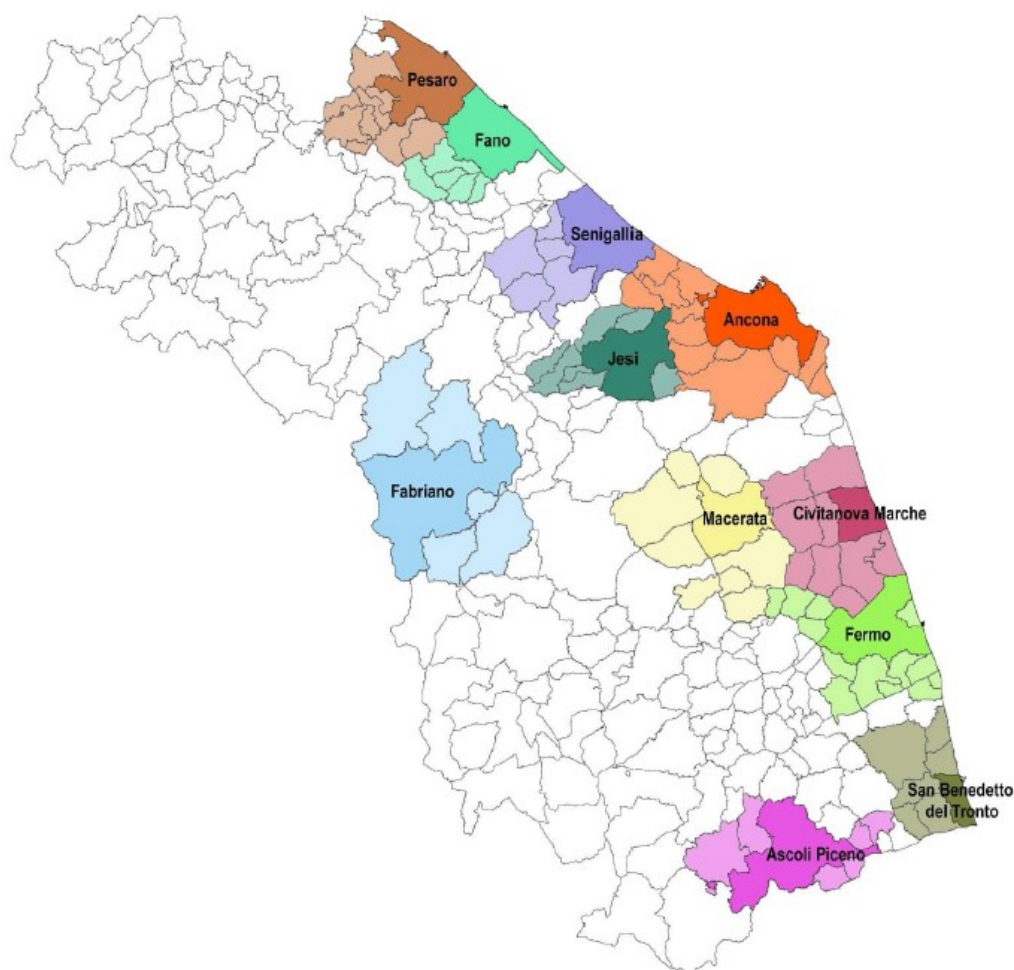 Pesaro
Fano
Senigallia
Ancona
Jesi
Fabriano
Macerata
Civitanova Marche
Fermo
San Benedetto
del Tronto
Ascoli Piceno